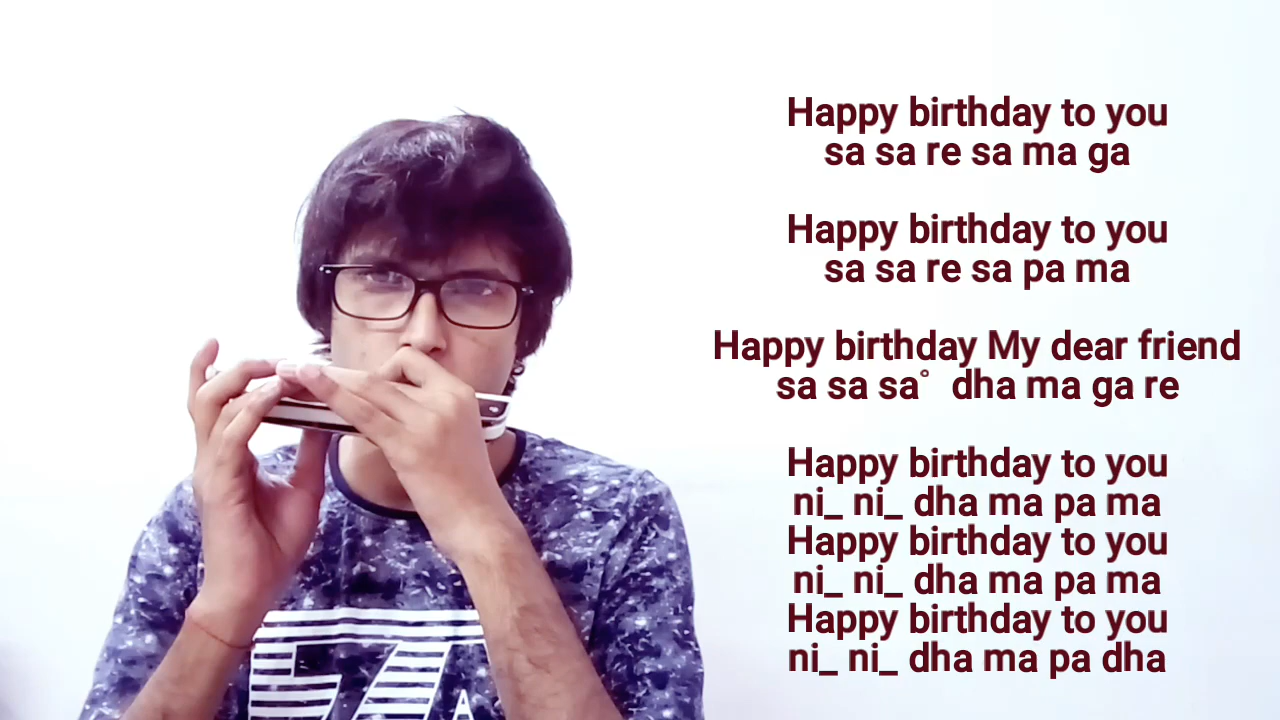 Happy birthday to you
sa sa re sa ma ga
Happy birthday to you
sa sa re sa pa ma
Happy birthday My dear friend
sa sa sa° dha ma ga re
Happy birthday to you
ni_ ni_ dha ma pa ma
Happy birthday to you
ni_ ni_ dha ma pa ma
Happy birthday to you
ni_ ni_ dha ma pa dha